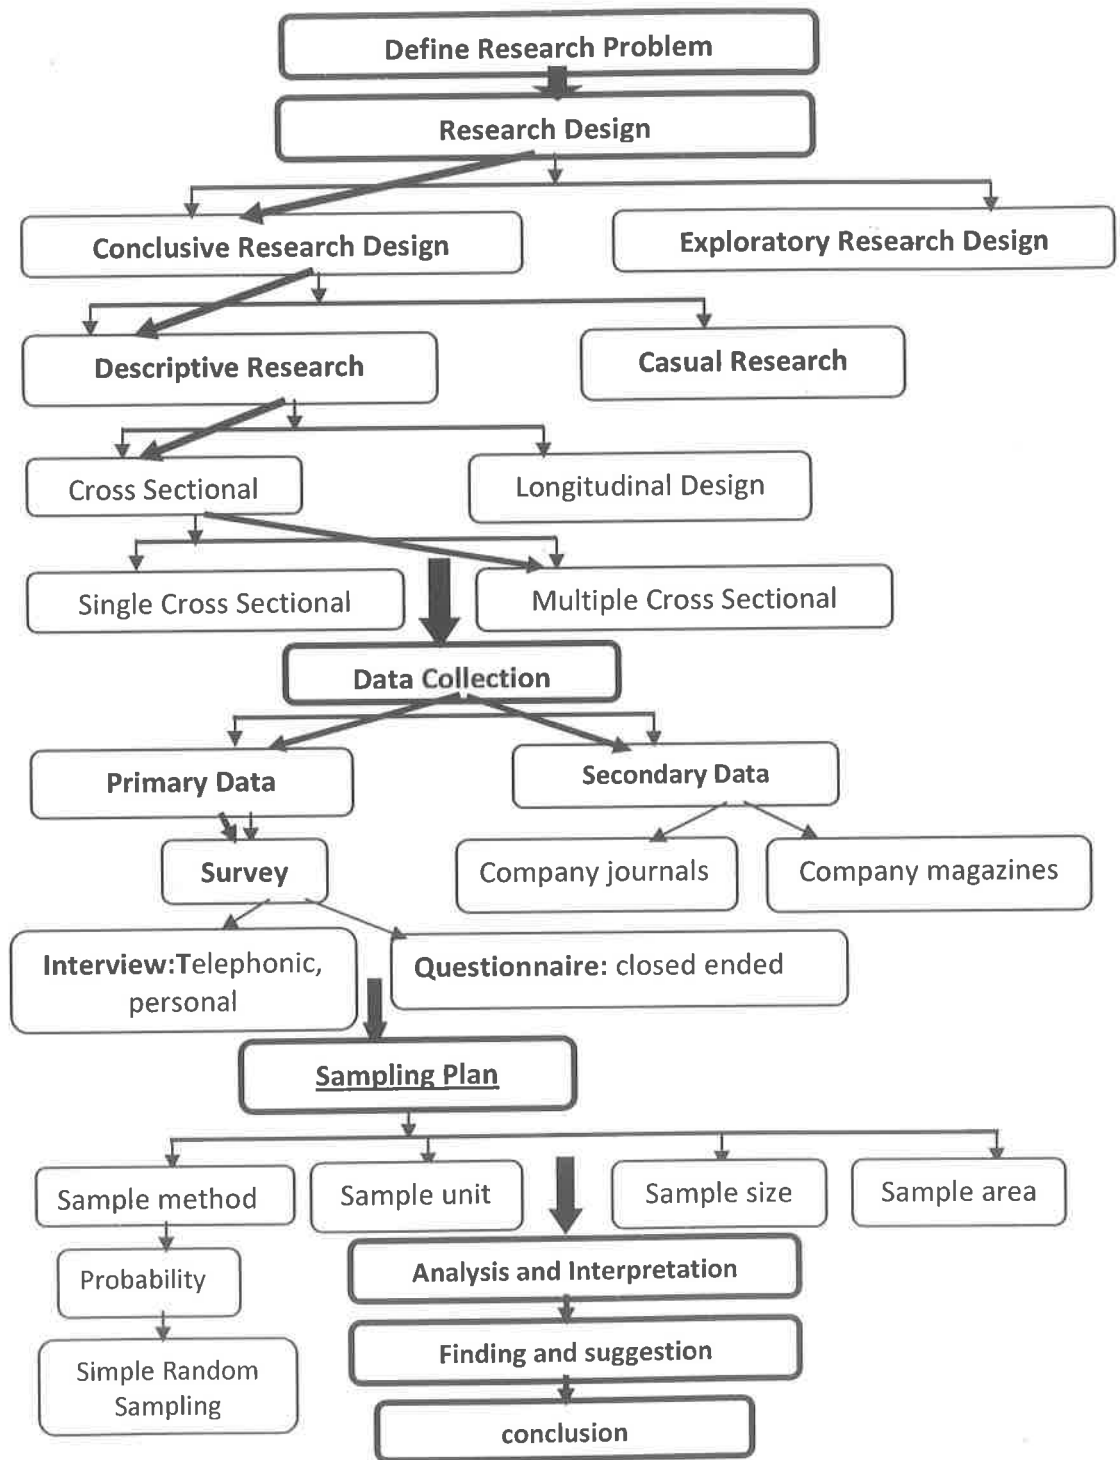 Define Research Problem
Research Design
Conclusive Research Design
Exploratory Research Design
Descriptive Research
Casual Research
Cross Sectional
Longitudinal Design
Single Cross Sectional
Multiple Cross Sectional
Data Collection
Primary Data
Secondary Data
Survey
Company journals
Company magazines
Interview:Telephonic,
personal
Questionnaire: closed ended
Sampling Plan
Sample method
Sample unit
Sample size
Sample area
Probability
Analysis and Interpretation
Simple Random
Sampling
Finding and suggestion
conclusion